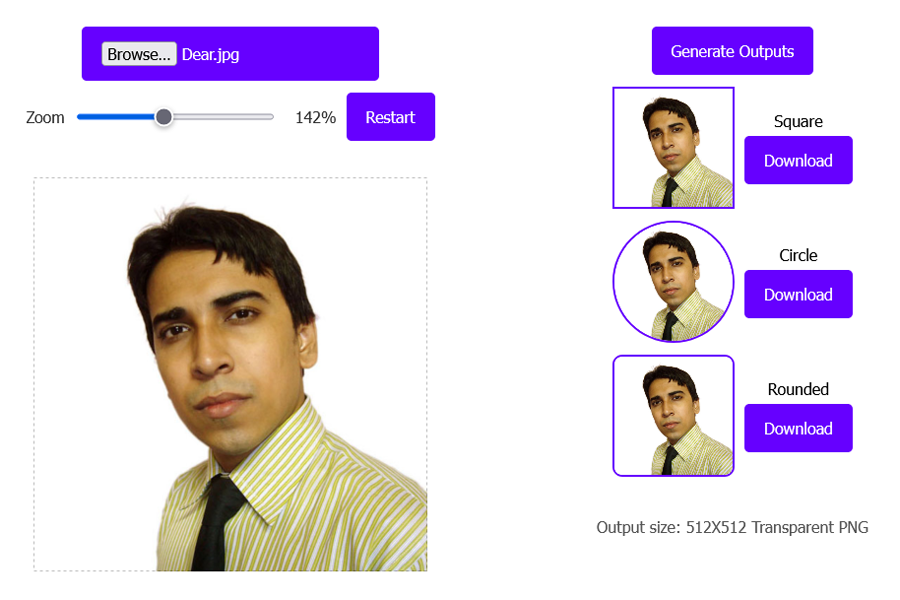 Browse... Dear.jpg
Zoom 142% Restart
Generate Outputs
Square
Download
Circle
Download
Rounded
Download
Output size: 512X512 Transparent PNG